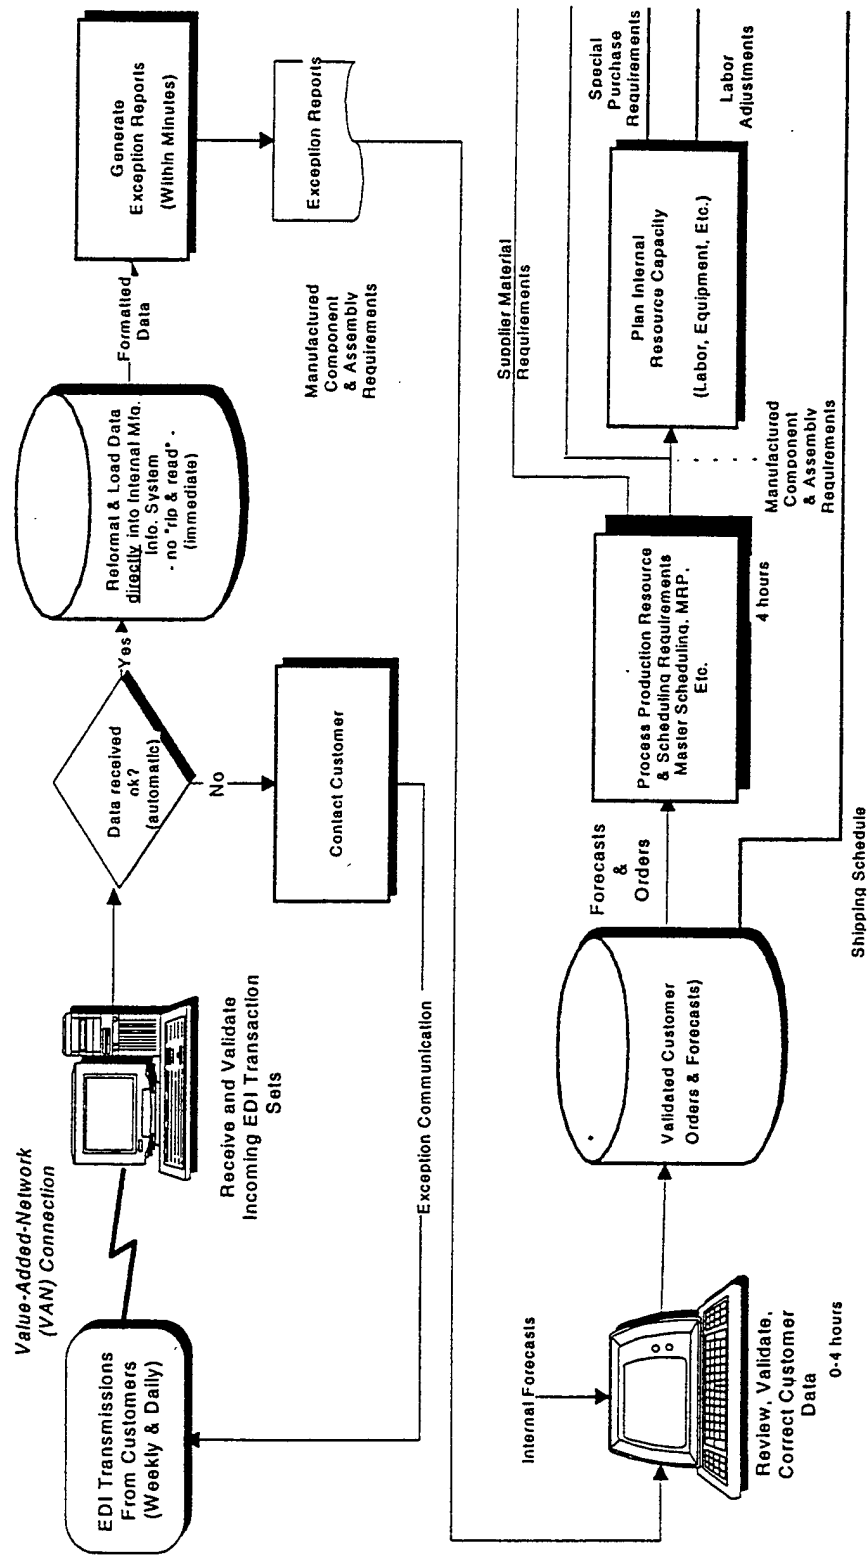 Value-Added-Network
(VAN) Connection
EDI Transmissions
From Customers
(Weekly & Daily)
Receive and Validate
Incoming EDI Transaction
Sets
Data received
ok?
(automatic)
Yes
No
Contact Customer
Exception Communication
Reformat & Load Data
directly into Internal Mfg.
Info. System
- no "rip & read" -
(immediate)
Formatted
Data
Generate
Exception Reports
(Within Minutes)
Exception Reports
Manufactured
Component
& Assembly
Requirements
Internal Forecasts
Review, Validate,
Correct Customer
Data
0-4 hours
Validated Customer
Orders & Forecasts)
Forecasts
&
Orders
Shipping Schedule
Process Production Resource
& Scheduling Requirements
Master Scheduling, MRP,
Etc.
4 hours
Supplier Material
Requirements
Manufactured
Component
& Assembly
Requirements
Plan Internal
Resource Capacity
(Labor, Equipment, Etc.)
Special
Purchase
Requirements
Labor
Adjustments